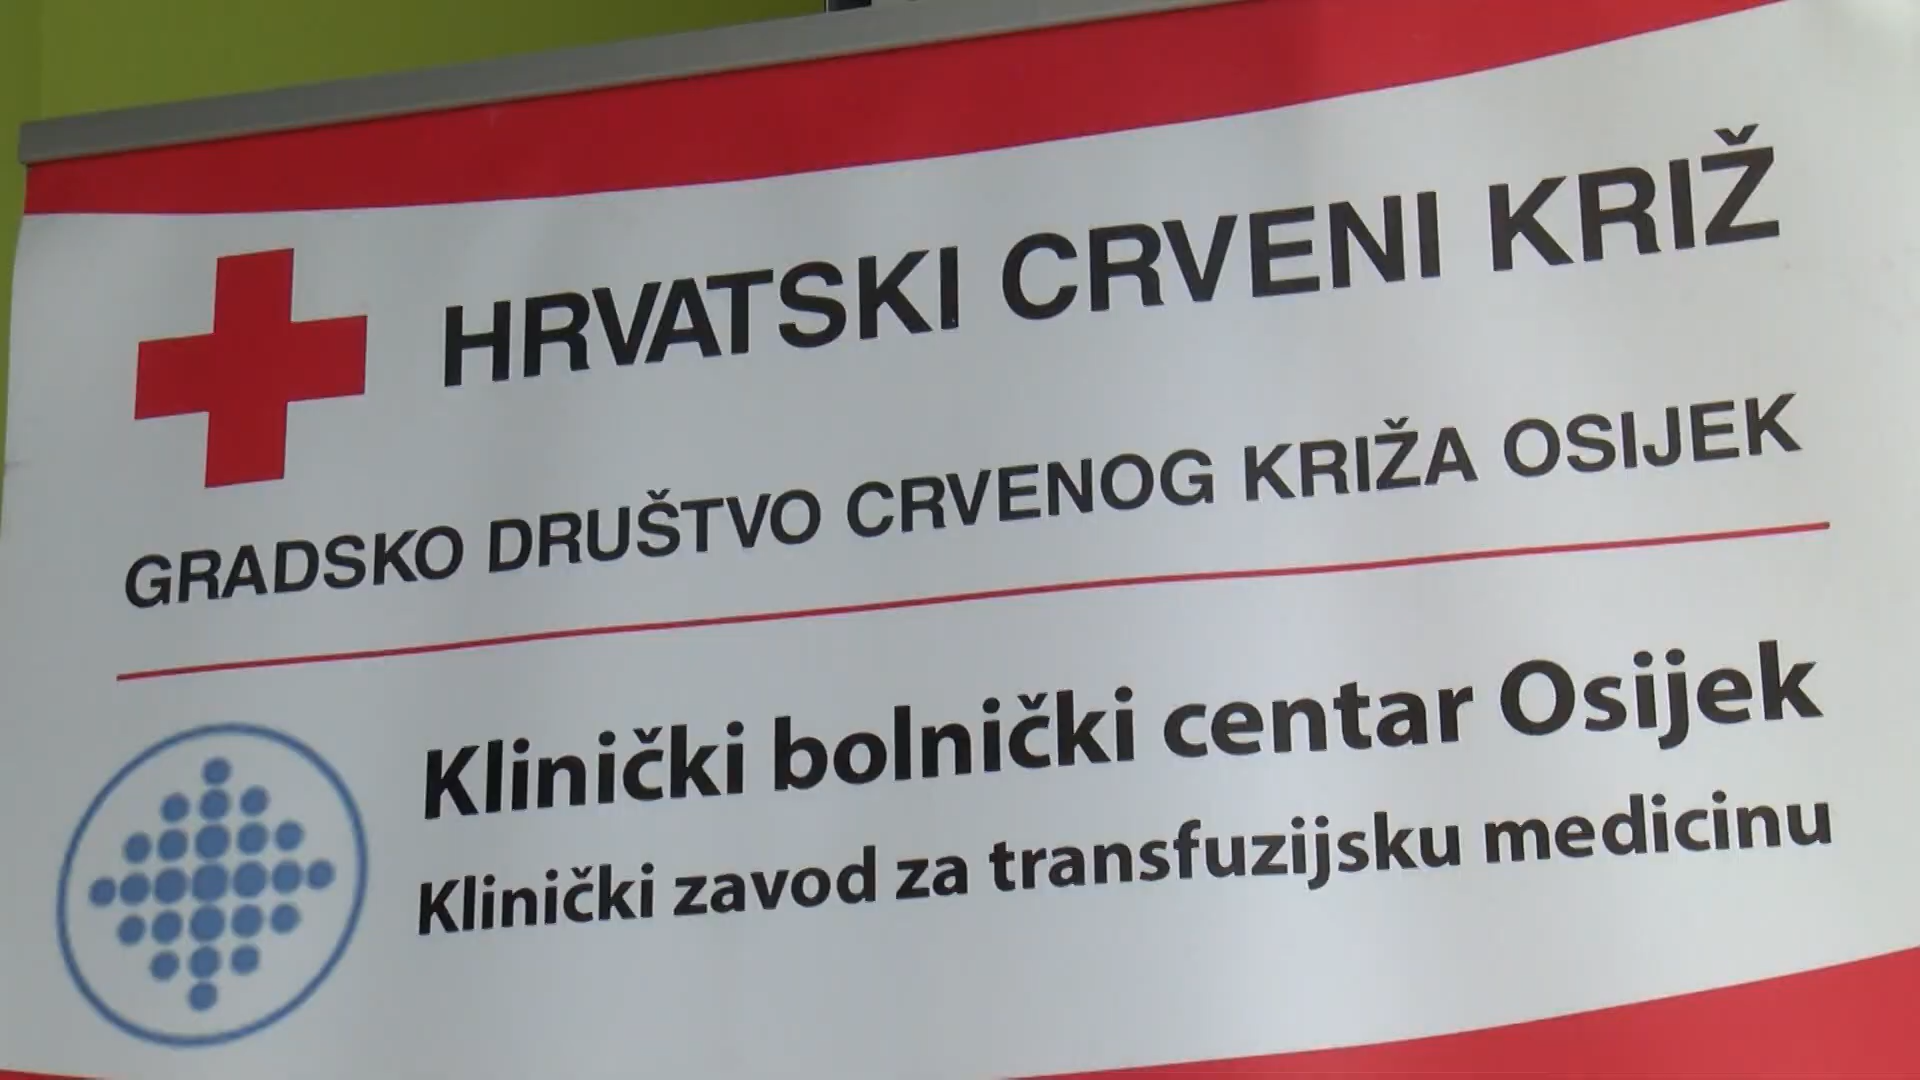 HRVATSKI CRVENI KRIŽ
GRADSKO DRUŠTVO CRVENOG KRIŽA OSIJEK
Klinički bolnički centar Osijek
Klinički zavod za transfuzijsku medicinu